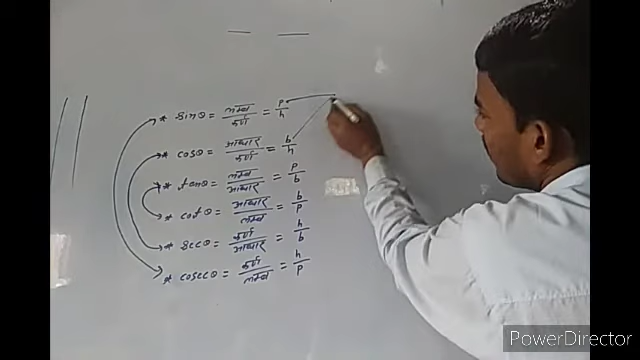 * sinθ = लम्ब/कर्ण = p/h
* cosθ = आधार/कर्ण = b/h
* tanθ = लम्ब/आधार = p/b
* cotθ = आधार/लम्ब = b/p
* secθ = कर्ण/आधार = h/b
* cosecθ = कर्ण/लम्ब = h/p
PowerDirector